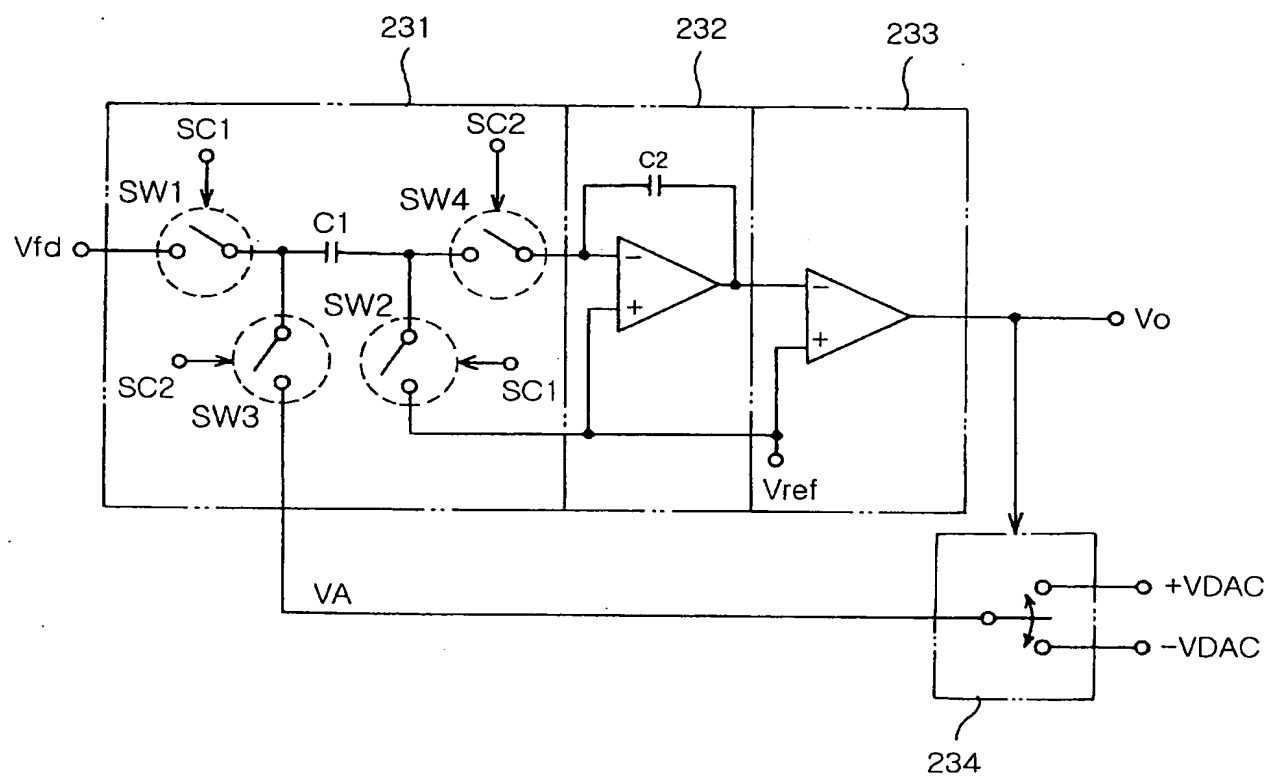 231
232
233
SC1
SC2
SW1
SW4
C2
C1
Vfd
−
+
SW2
−
+
Vo
SC2
SC1
SW3
Vref
VA
+VDAC
−VDAC
234